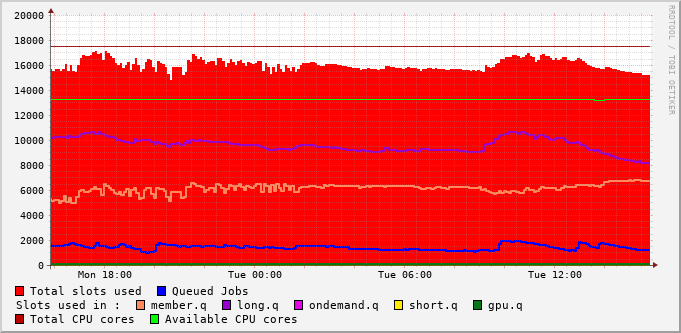 20000
18000
16000
14000
12000
10000
8000
6000
4000
2000
0
Mon 18:00 Tue 00:00 Tue 06:00 Tue 12:00
RRDTOOL / TOBI OETIKER
Total slots used Queued Jobs
Slots used in : member.q long.q ondemand.q short.q gpu.q
Total CPU cores Available CPU cores